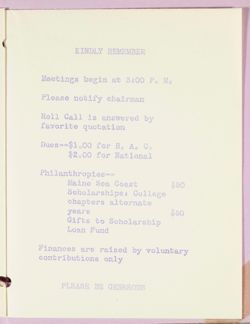 KINDLY REMEMBER
Meetings begin at 3:00 P. M.
Please notify chairman
Roll Call is answered by
favorite quotation
Dues--$1.00 for B. A. C.
$2.00 for National
Philanthropies--
Maine Sea Coast $50
Scholarships: College
chapters alternate
years $50
Gifts to Scholarship
Loan Fund
Finances are raised by voluntary
contributions only
PLEASE BE GENEROUS